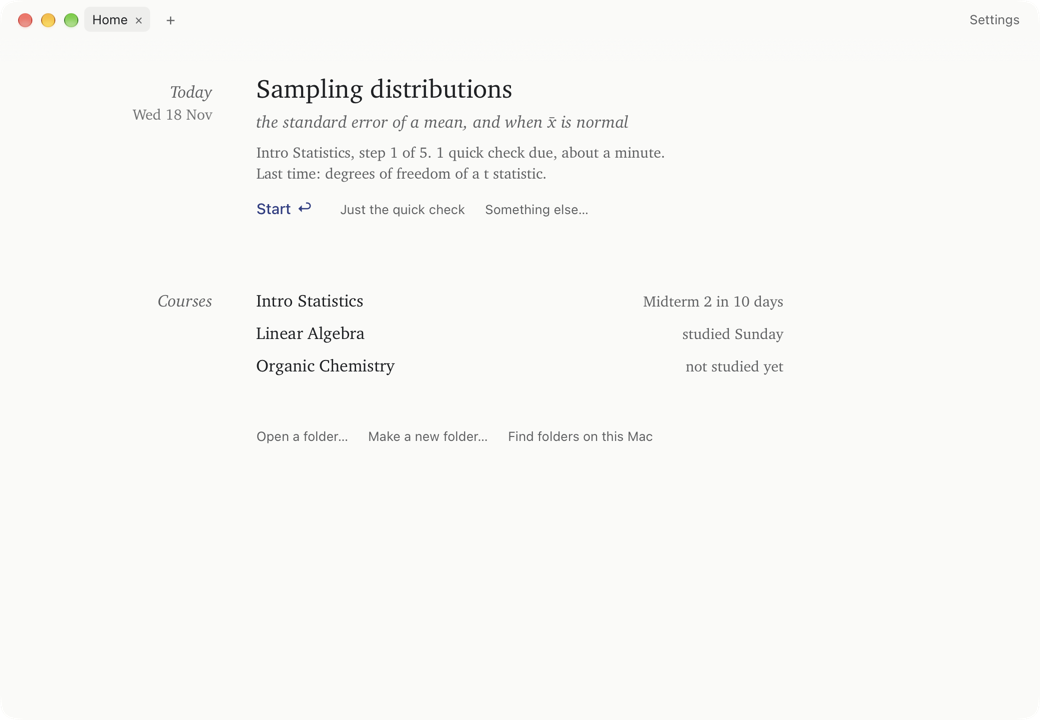 Home × +
Settings
Today
Wed 18 Nov
Sampling distributions
the standard error of a mean, and when x̄ is normal
Intro Statistics, step 1 of 5. 1 quick check due, about a minute.
Last time: degrees of freedom of a t statistic.
Start ↩ Just the quick check Something else...
Courses
Intro Statistics Midterm 2 in 10 days
Linear Algebra studied Sunday
Organic Chemistry not studied yet
Open a folder... Make a new folder... Find folders on this Mac